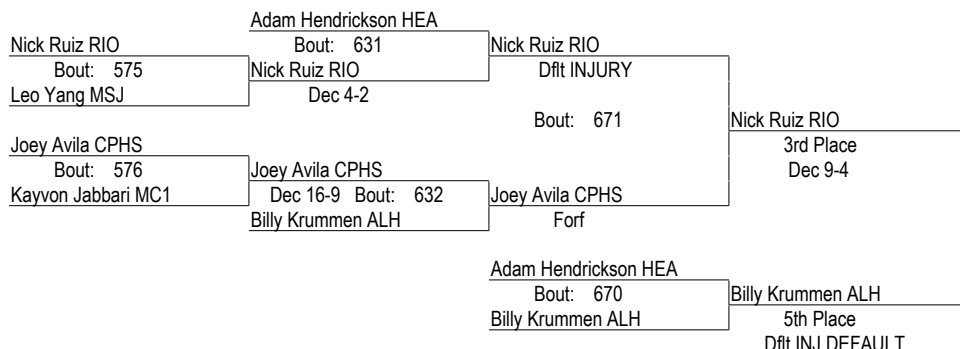 Adam Hendrickson HEA
Nick Ruiz RIO
Bout: 631
Nick Ruiz RIO
Bout: 575
Nick Ruiz RIO
Dflt INJURY
Leo Yang MSJ
Dec 4-2
Bout: 671
Nick Ruiz RIO
Joey Avila CPHS
3rd Place
Bout: 576
Joey Avila CPHS
Dec 9-4
Kayvon Jabbari MC1
Dec 16-9 Bout: 632
Joey Avila CPHS
Billy Krummen ALH
Forf
Adam Hendrickson HEA
Bout: 670
Billy Krummen ALH
Billy Krummen ALH
5th Place
Dflt INJ DEFAULT